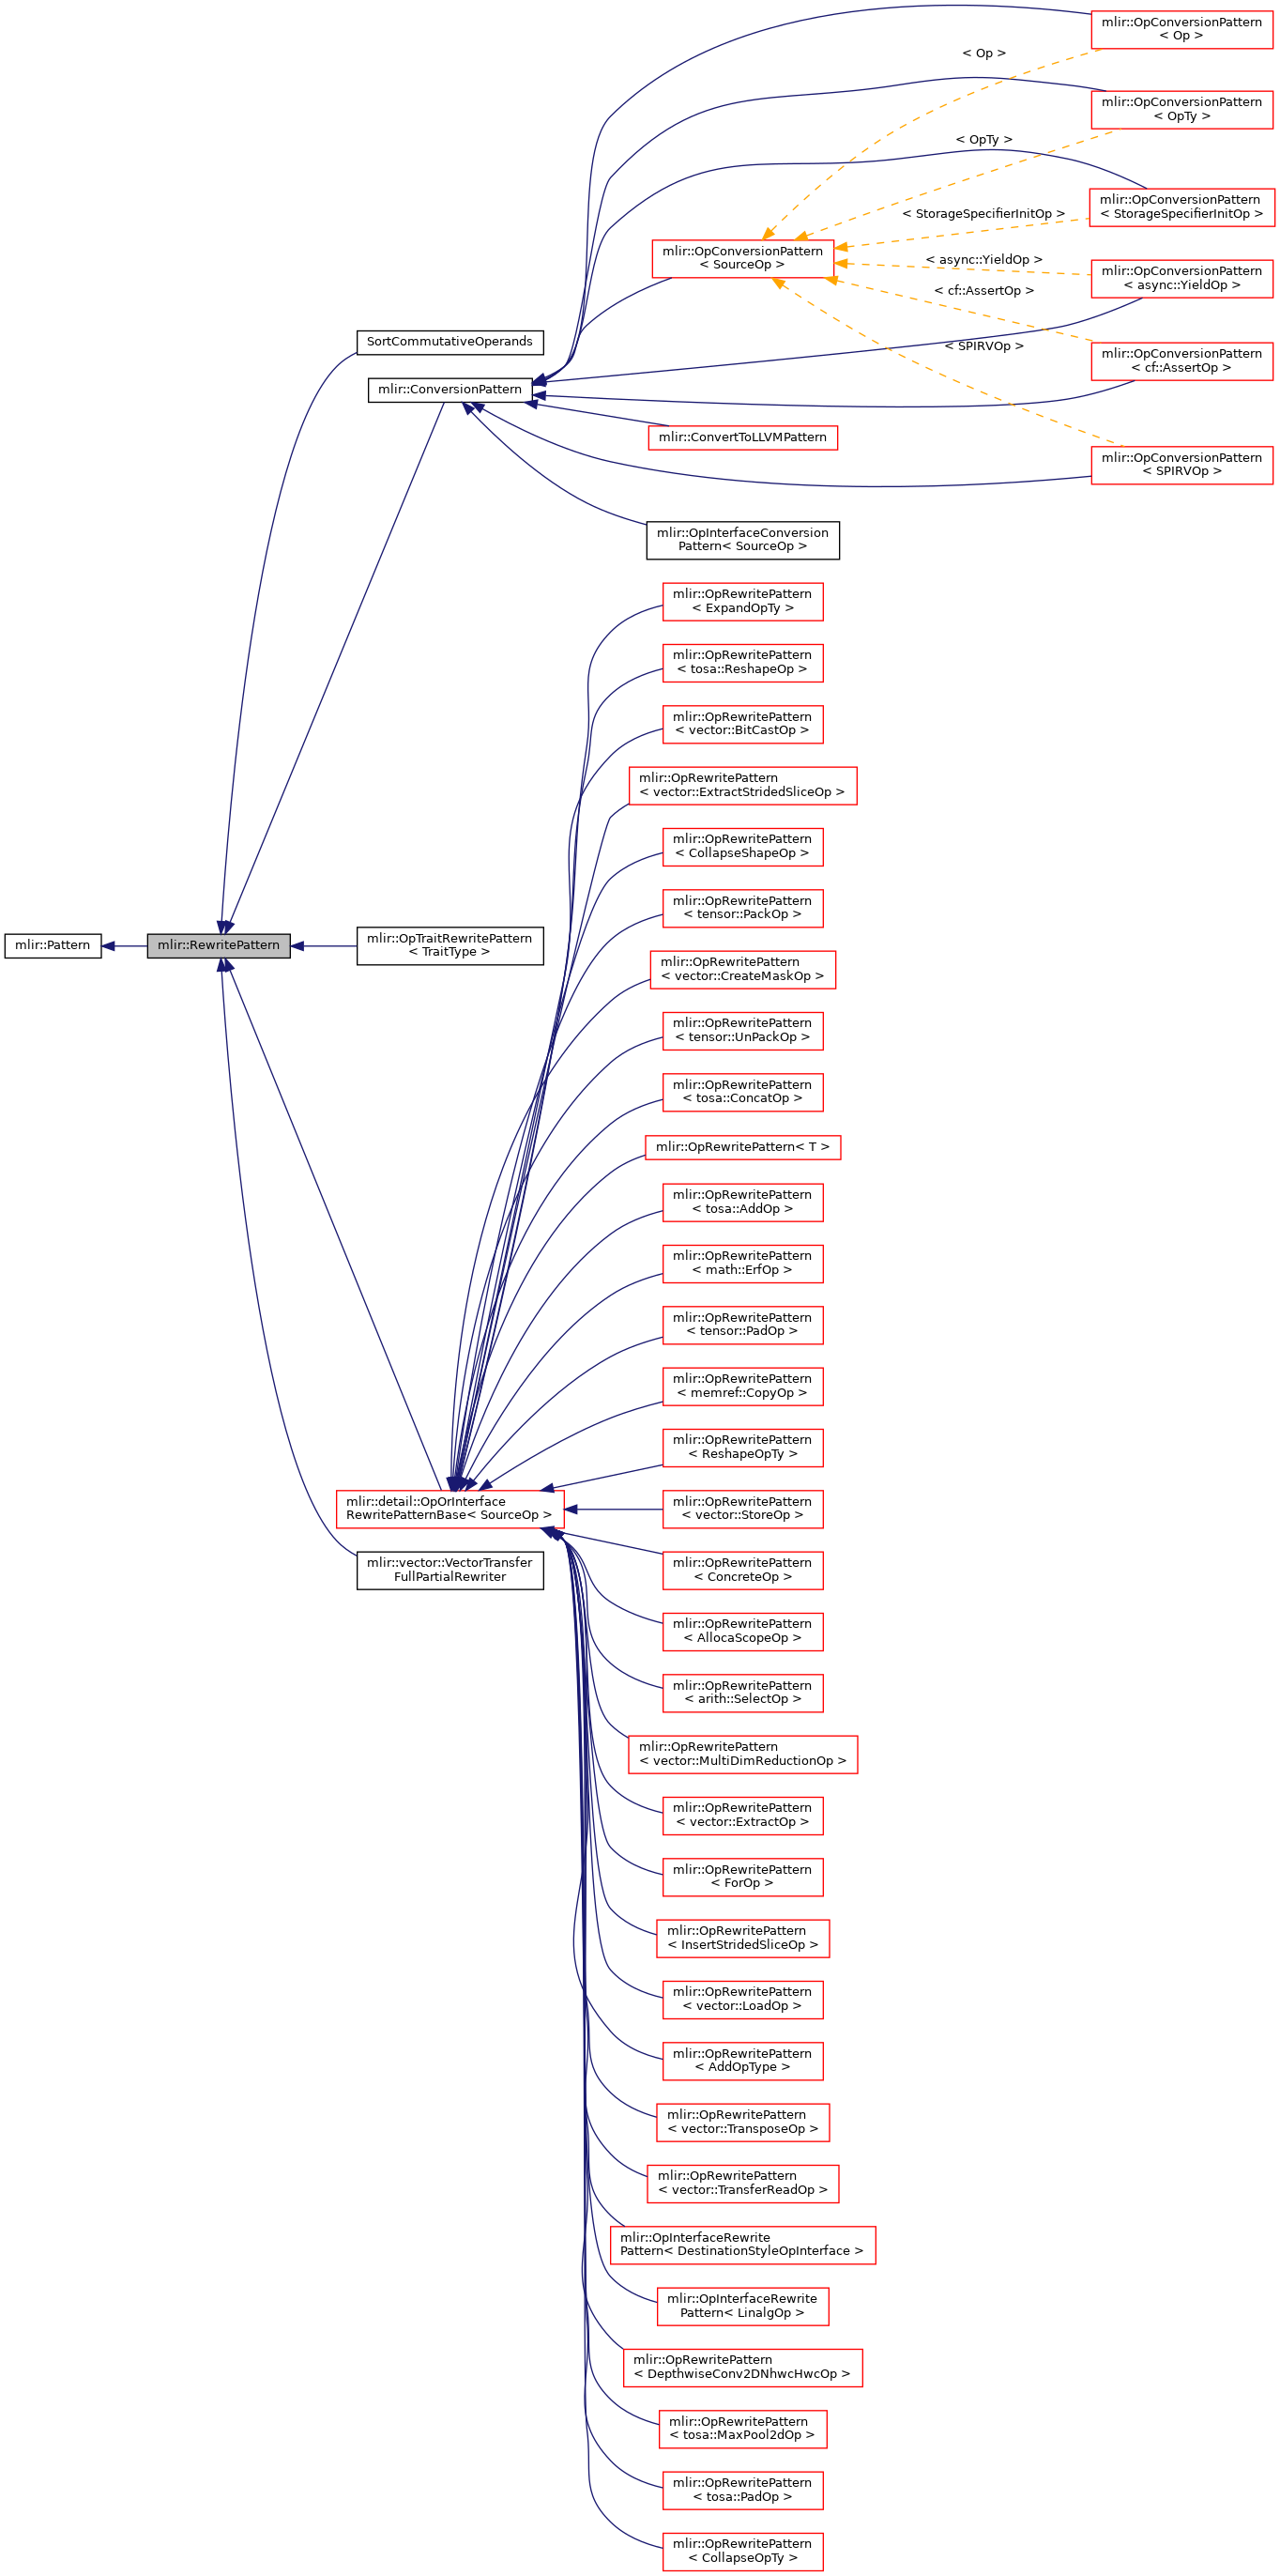 mlir::OpConversionPattern
< Op >
< Op >
mlir::OpConversionPattern
< OpTy >
< OpTy >
mlir::OpConversionPattern
< StorageSpecifierInitOp >
< StorageSpecifierInitOp >
mlir::OpConversionPattern
< SourceOp >
< async::YieldOp >
mlir::OpConversionPattern
< async::YieldOp >
< cf::AssertOp >
SortCommutativeOperands
< SPIRVOp >
mlir::OpConversionPattern
< cf::AssertOp >
mlir::ConversionPattern
mlir::ConvertToLLVMPattern
mlir::OpConversionPattern
< SPIRVOp >
mlir::OpInterfaceConversion
Pattern< SourceOp >
mlir::OpRewritePattern
< ExpandOpTy >
mlir::OpRewritePattern
< tosa::ReshapeOp >
mlir::OpRewritePattern
< vector::BitCastOp >
mlir::OpRewritePattern
< vector::ExtractStridedSliceOp >
mlir::OpRewritePattern
< CollapseShapeOp >
mlir::OpRewritePattern
< tensor::PackOp >
mlir::Pattern
mlir::RewritePattern
mlir::OpTraitRewritePattern
< TraitType >
mlir::OpRewritePattern
< vector::CreateMaskOp >
mlir::OpRewritePattern
< tensor::UnPackOp >
mlir::OpRewritePattern
< tosa::ConcatOp >
mlir::OpRewritePattern< T >
mlir::OpRewritePattern
< tosa::AddOp >
mlir::OpRewritePattern
< math::ErfOp >
mlir::OpRewritePattern
< tensor::PadOp >
mlir::OpRewritePattern
< memref::CopyOp >
mlir::OpRewritePattern
< ReshapeOpTy >
mlir::detail::OpOrInterface
RewritePatternBase< SourceOp >
mlir::OpRewritePattern
< vector::StoreOp >
mlir::vector::VectorTransfer
FullPartialRewriter
mlir::OpRewritePattern
< ConcreteOp >
mlir::OpRewritePattern
< AllocaScopeOp >
mlir::OpRewritePattern
< arith::SelectOp >
mlir::OpRewritePattern
< vector::MultiDimReductionOp >
mlir::OpRewritePattern
< vector::ExtractOp >
mlir::OpRewritePattern
< ForOp >
mlir::OpRewritePattern
< InsertStridedSliceOp >
mlir::OpRewritePattern
< vector::LoadOp >
mlir::OpRewritePattern
< AddOpType >
mlir::OpRewritePattern
< vector::TransposeOp >
mlir::OpRewritePattern
< vector::TransferReadOp >
mlir::OpInterfaceRewrite
Pattern< DestinationStyleOpInterface >
mlir::OpInterfaceRewrite
Pattern< LinalgOp >
mlir::OpRewritePattern
< DepthwiseConv2DNhwcHwcOp >
mlir::OpRewritePattern
< tosa::MaxPool2dOp >
mlir::OpRewritePattern
< tosa::PadOp >
mlir::OpRewritePattern
< CollapseOpTy >